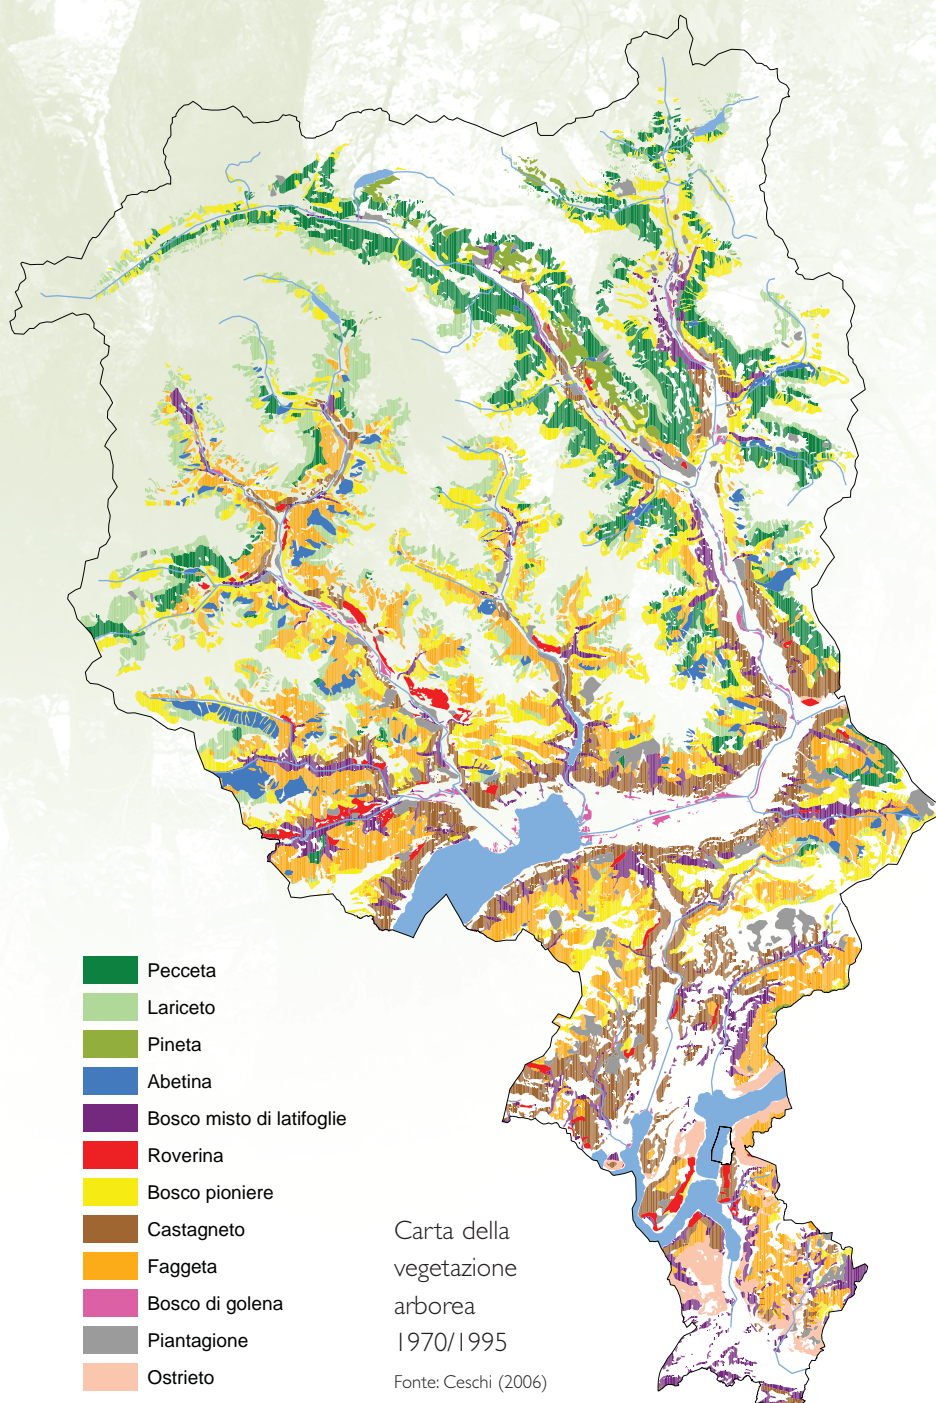 Pecceta
Lariceto
Pineta
Abetina
Bosco misto di latifoglie
Roverina
Bosco pioniere
Castagneto
Faggeta
Bosco di golena
Piantagione
Ostrieto
Carta della
vegetazione
arborea
1970/1995
Fonte: Ceschi (2006)